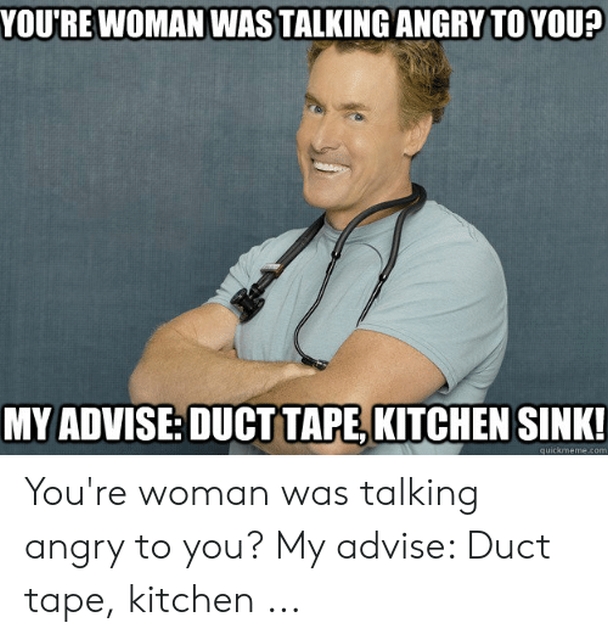 YOU'RE WOMAN WAS TALKING ANGRY TO YOU?
MY ADVISE: DUCT TAPE, KITCHEN SINK!
quickmeme.com
You're woman was talking
angry to you? My advise: Duct
tape, kitchen ...